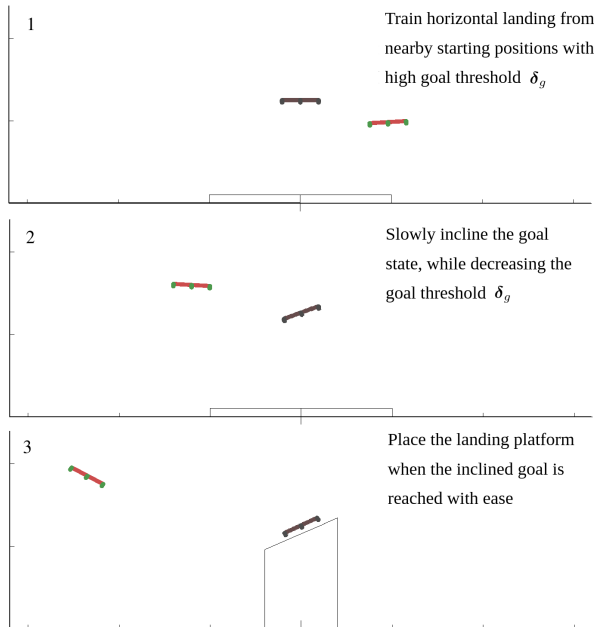 1
Train horizontal landing from
nearby starting positions with
high goal threshold δg
2
Slowly incline the goal
state, while decreasing the
goal threshold δg
3
Place the landing platform
when the inclined goal is
reached with ease